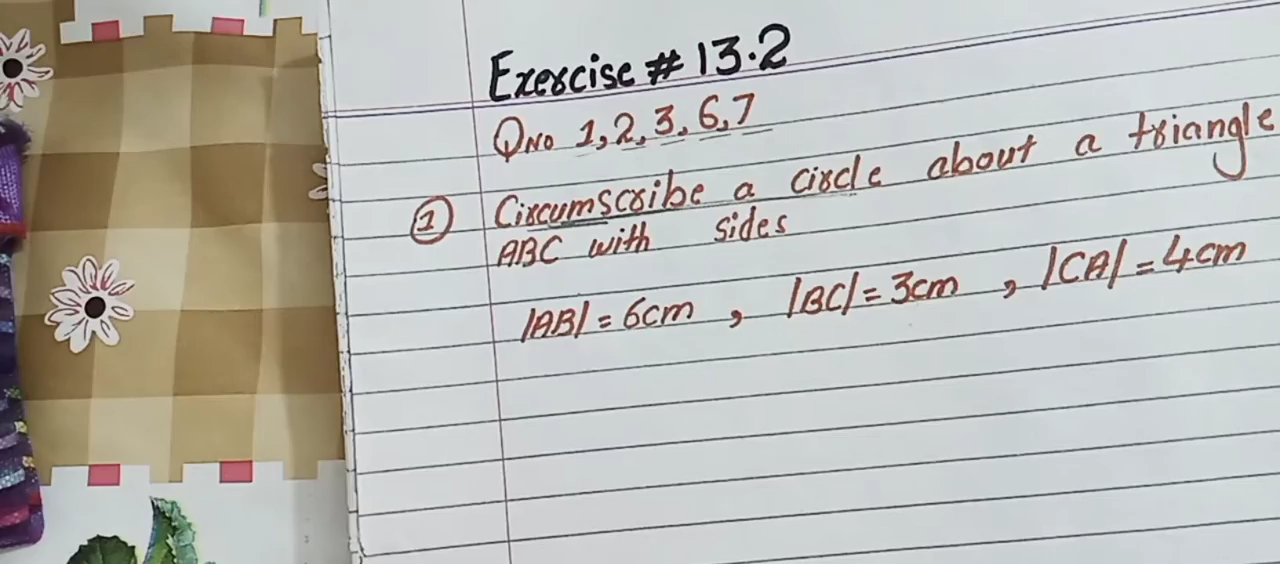 Exercise # 13.2
QNo 1,2,3,6,7
① Circumscribe a circle about a triangle
ABC with sides
|AB| = 6cm , |BC| = 3cm , |CA| = 4cm